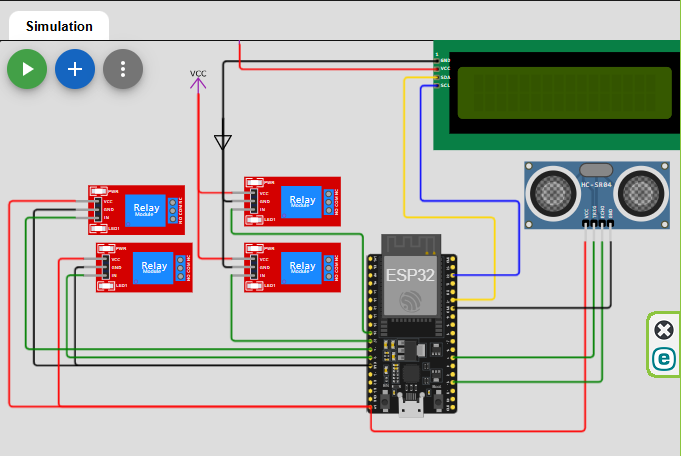 Simulation
VCC
1
GND
VCC
SDA
SCL
PWR
VCC
GND
IN
Relay
Module
NO COM NC
LED1
PWR
VCC
GND
IN
Relay
Module
NO COM NC
LED1
PWR
VCC
GND
IN
Relay
Module
NO COM NC
LED1
PWR
VCC
GND
IN
Relay
Module
NO COM NC
LED1
HC-SR04
VCC
TRIG
ECHO
GND
ESP32
e